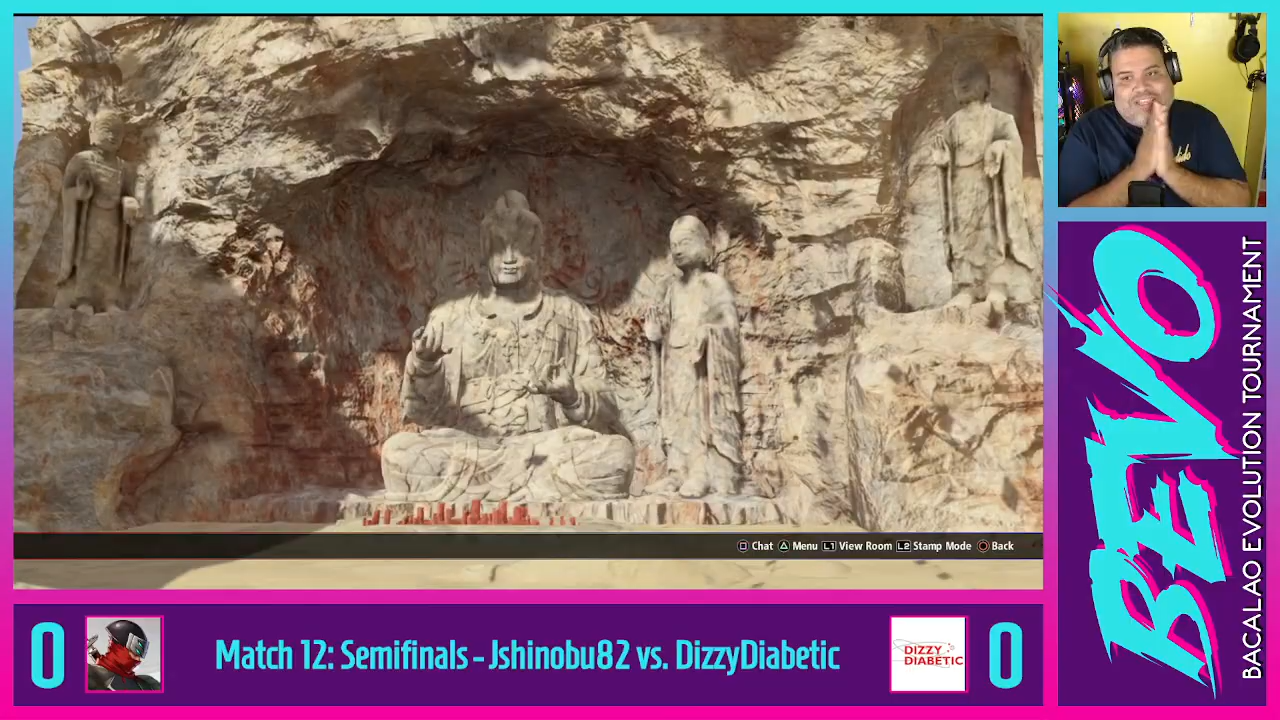 Chat Menu L1 View Room L2 Stamp Mode Back
0
Match 12: Semifinals - Jshinobu82 vs. DizzyDiabetic
DIZZY
DIABETIC
0
BEVO
BACALAO EVOLUTION TOURNAMENT